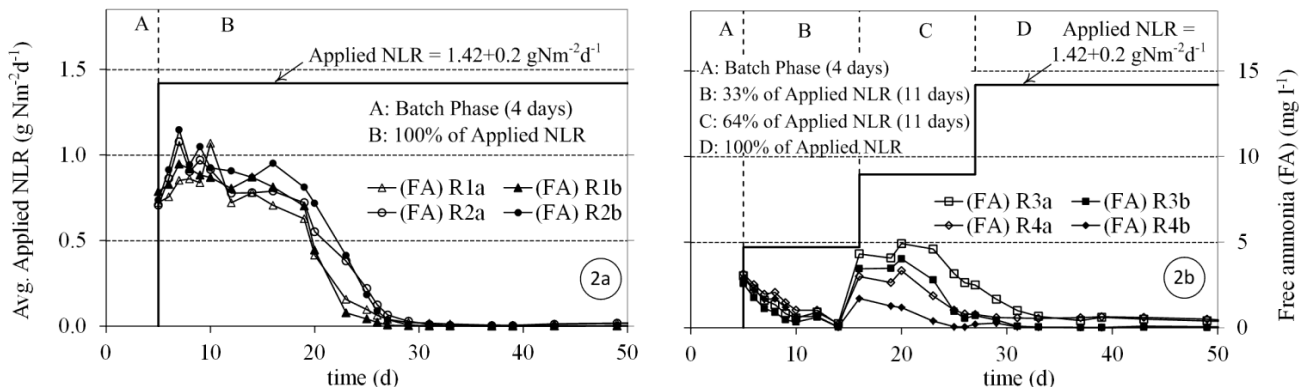 A
B
Applied NLR = 1.42+0.2 gNm⁻²d⁻¹
A: Batch Phase (4 days)
B: 100% of Applied NLR
(FA) R1a
(FA) R1b
(FA) R2a
(FA) R2b
2a
Avg. Applied NLR (g Nm⁻²d⁻¹)
1.5
1.0
0.5
0.0
0
10
20
30
40
50
time (d)
A
B
C
D
Applied NLR =
1.42+0.2 gNm⁻²d⁻¹
A: Batch Phase (4 days)
B: 33% of Applied NLR (11 days)
C: 64% of Applied NLR (11 days)
D: 100% of Applied NLR
(FA) R3a
(FA) R3b
(FA) R4a
(FA) R4b
2b
15
10
5
0
Free ammonia (FA) (mg l⁻¹)
0
10
20
30
40
50
time (d)